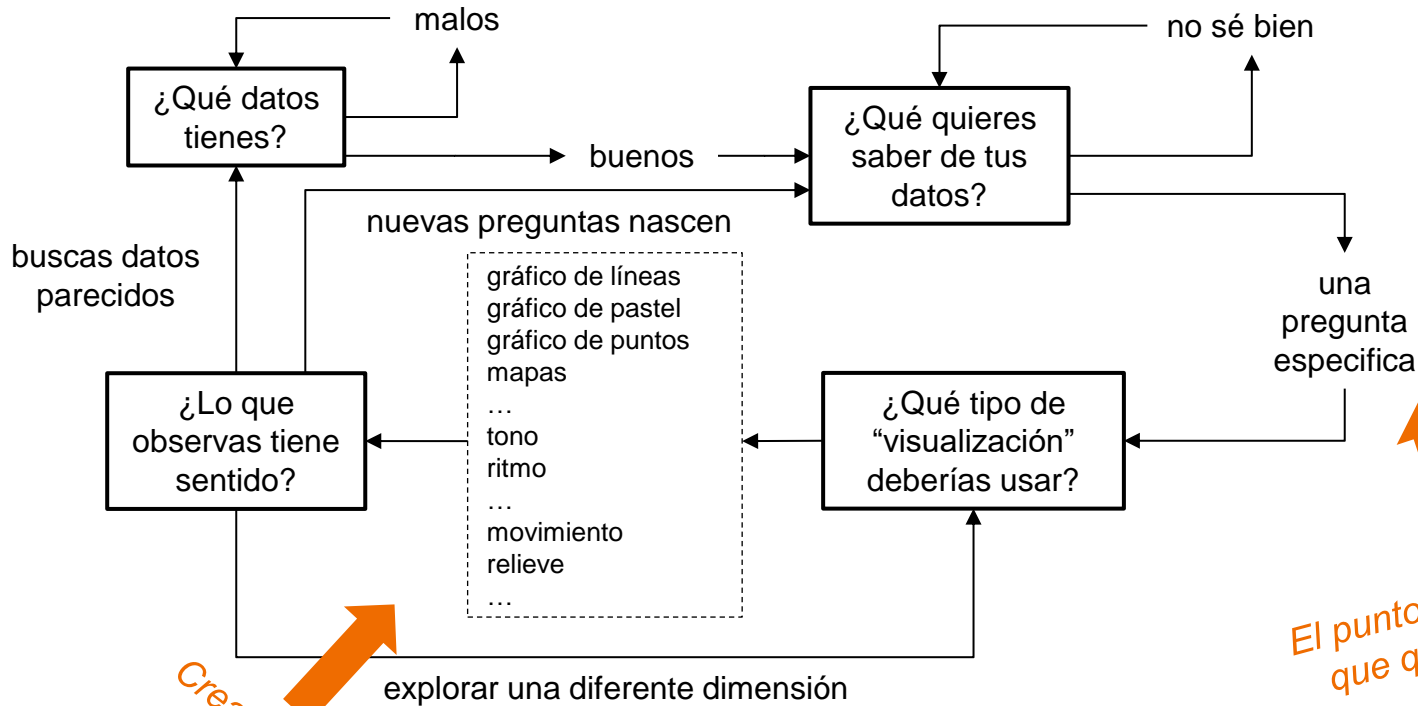 malos
no sé bien
¿Qué datos
tienes?
¿Qué quieres
saber de tus
datos?
buenos
nuevas preguntas nascen
buscas datos
parecidos
una
pregunta
especifica
gráfico de líneas
gráfico de pastel
gráfico de puntos
mapas
…
tono
ritmo
…
movimiento
relieve
…
¿Lo que
observas tiene
sentido?
¿Qué tipo de
“visualización”
deberías usar?
explorar una diferente dimensión
El punto
que